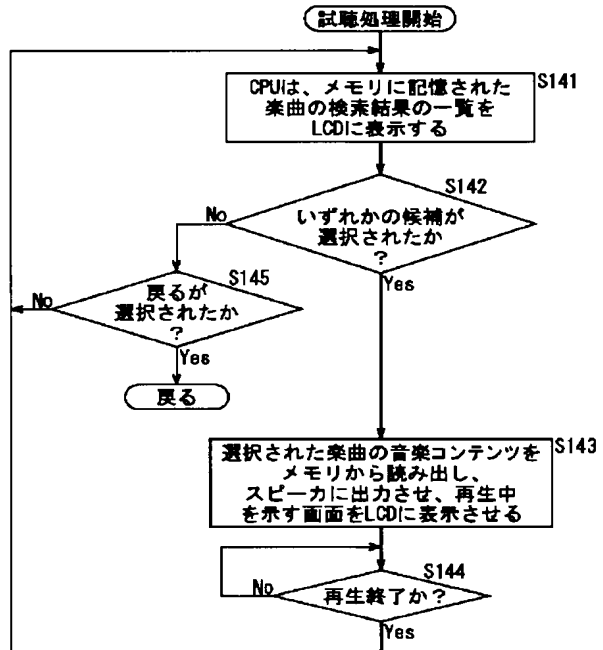 試聴処理開始
S141
CPUは、メモリに記憶された
楽曲の検索結果の一覧を
LCDに表示する
S142
いずれかの候補が
選択されたか
?
No
Yes
S145
戻るが
選択されたか
?
No
Yes
戻る
S143
選択された楽曲の音楽コンテンツを
メモリから読み出し、
スピーカに出力させ、再生中
を示す画面をLCDに表示させる
S144
再生終了か?
No
Yes